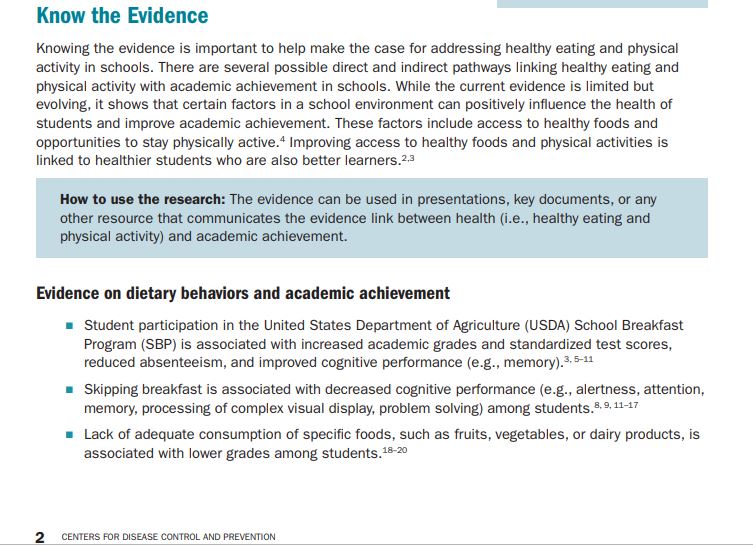 Know the Evidence
Knowing the evidence is important to help make the case for addressing healthy eating and physical
activity in schools. There are several possible direct and indirect pathways linking healthy eating and
physical activity with academic achievement in schools. While the current evidence is limited but
evolving, it shows that certain factors in a school environment can positively influence the health of
students and improve academic achievement. These factors include access to healthy foods and
opportunities to stay physically active.4 Improving access to healthy foods and physical activities is
linked to healthier students who are also better learners.2,3
How to use the research: The evidence can be used in presentations, key documents, or any
other resource that communicates the evidence link between health (i.e., healthy eating and
physical activity) and academic achievement.
Evidence on dietary behaviors and academic achievement
■ Student participation in the United States Department of Agriculture (USDA) School Breakfast
Program (SBP) is associated with increased academic grades and standardized test scores,
reduced absenteeism, and improved cognitive performance (e.g., memory).3, 5–11
■ Skipping breakfast is associated with decreased cognitive performance (e.g., alertness, attention,
memory, processing of complex visual display, problem solving) among students.8, 9, 11–17
■ Lack of adequate consumption of specific foods, such as fruits, vegetables, or dairy products, is
associated with lower grades among students.18–20
2 CENTERS FOR DISEASE CONTROL AND PREVENTION